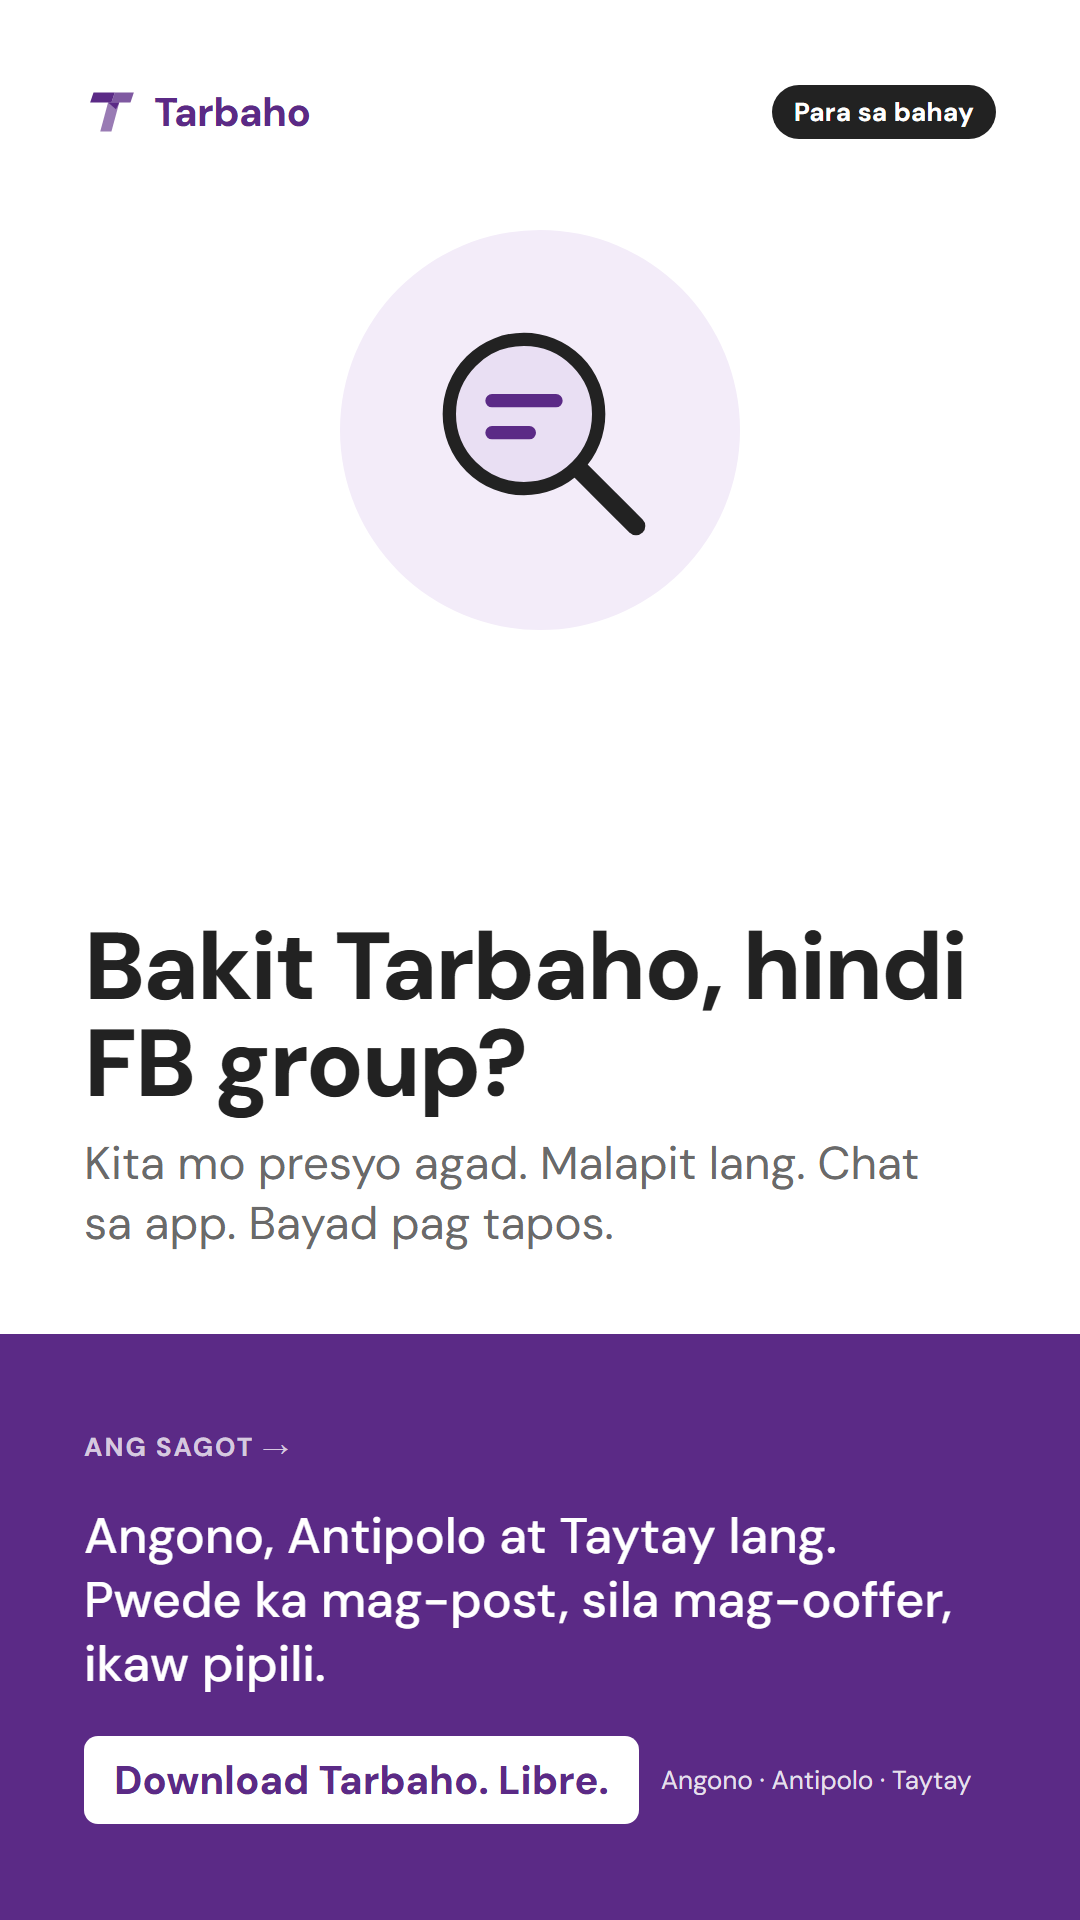 Tarbaho
Para sa bahay
Bakit Tarbaho, hindi
FB group?
Kita mo presyo agad. Malapit lang. Chat
sa app. Bayad pag tapos.
ANG SAGOT →
Angono, Antipolo at Taytay lang.
Pwede ka mag-post, sila mag-ooffer,
ikaw pipili.
Download Tarbaho. Libre.
Angono · Antipolo · Taytay